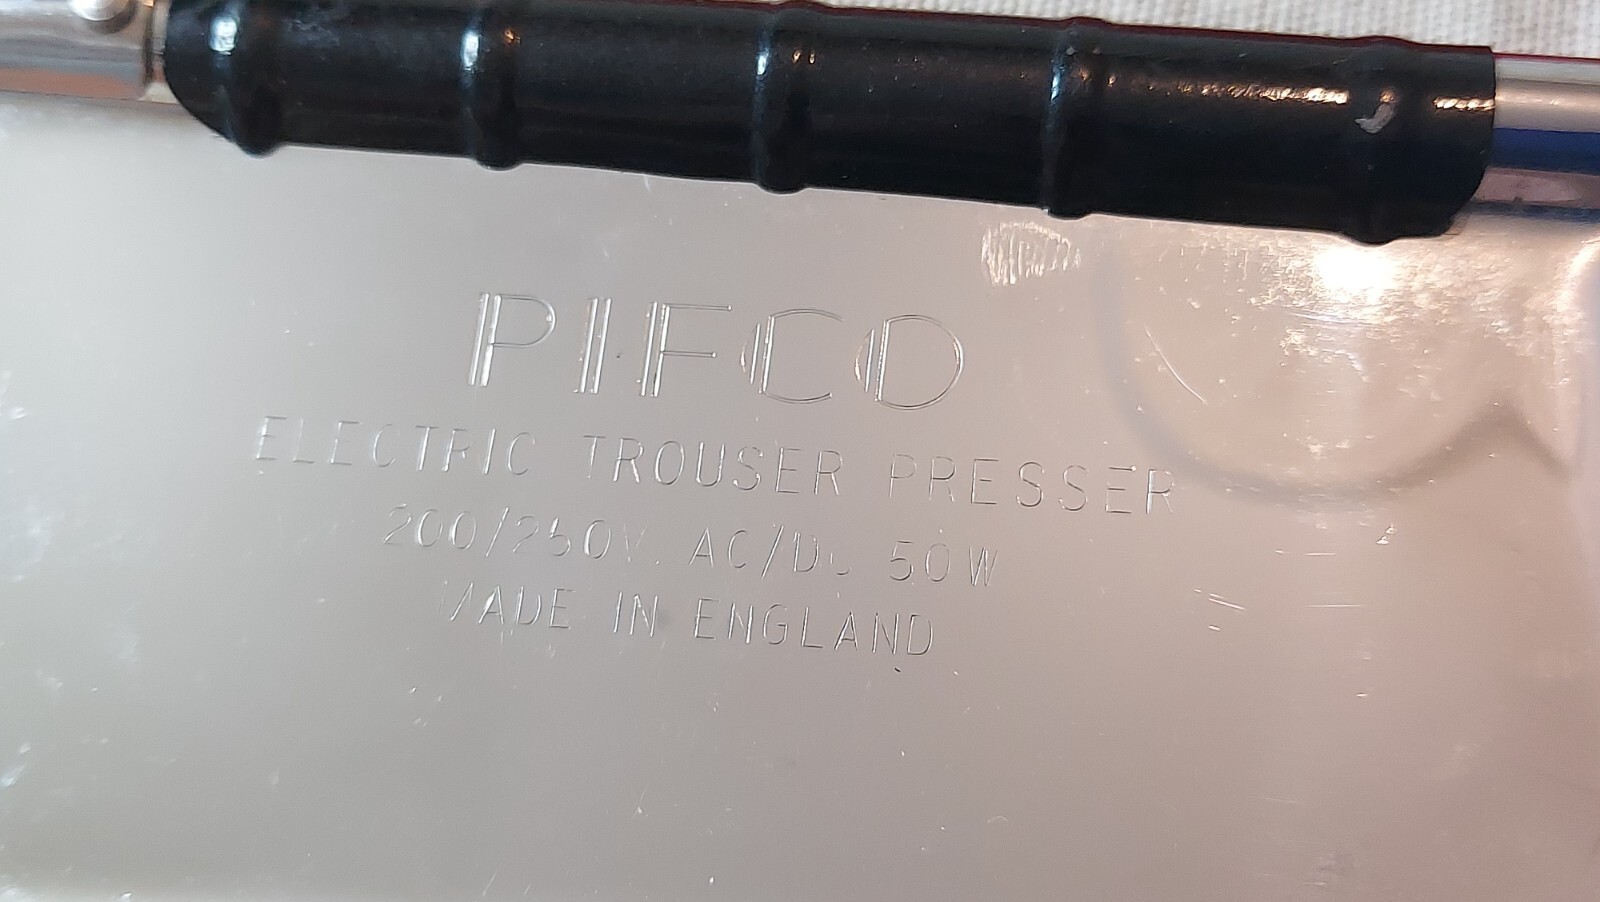 PIFCO
ELECTRIC TROUSER PRESSER
200/250V. AC/DC 50W
MADE IN ENGLAND